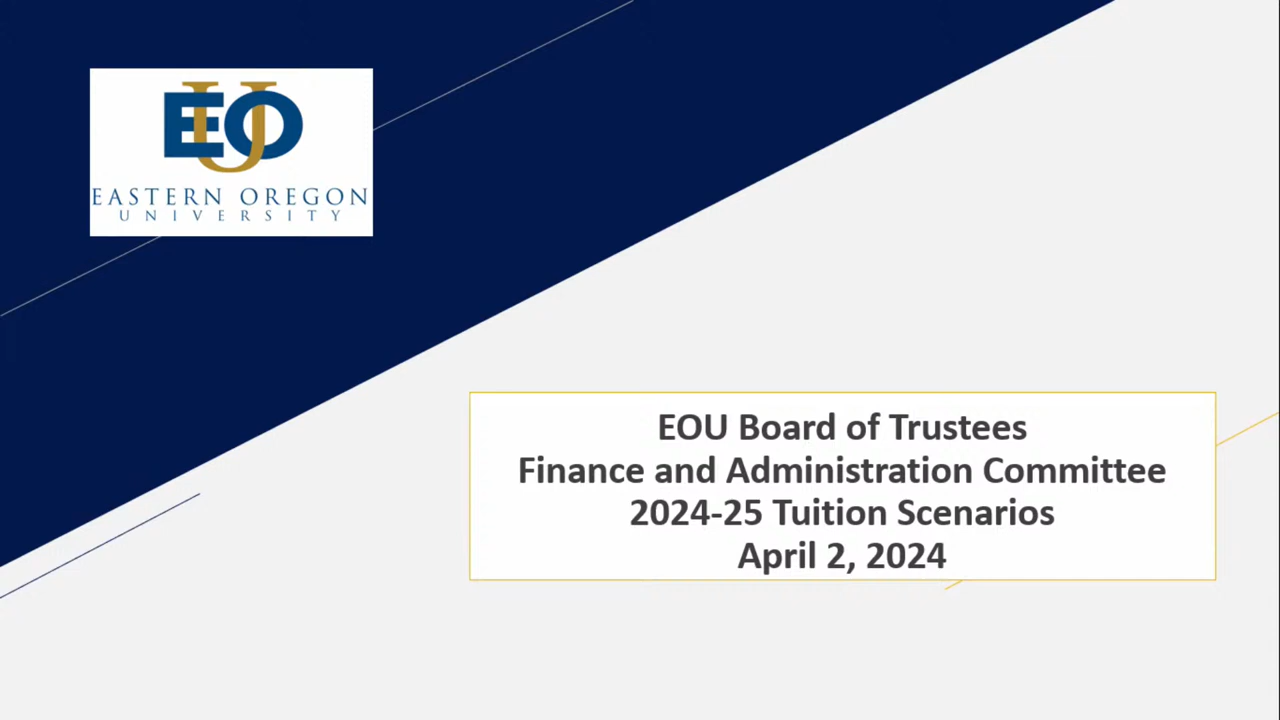 EOU
EASTERN OREGON
UNIVERSITY
EOU Board of Trustees
Finance and Administration Committee
2024-25 Tuition Scenarios
April 2, 2024